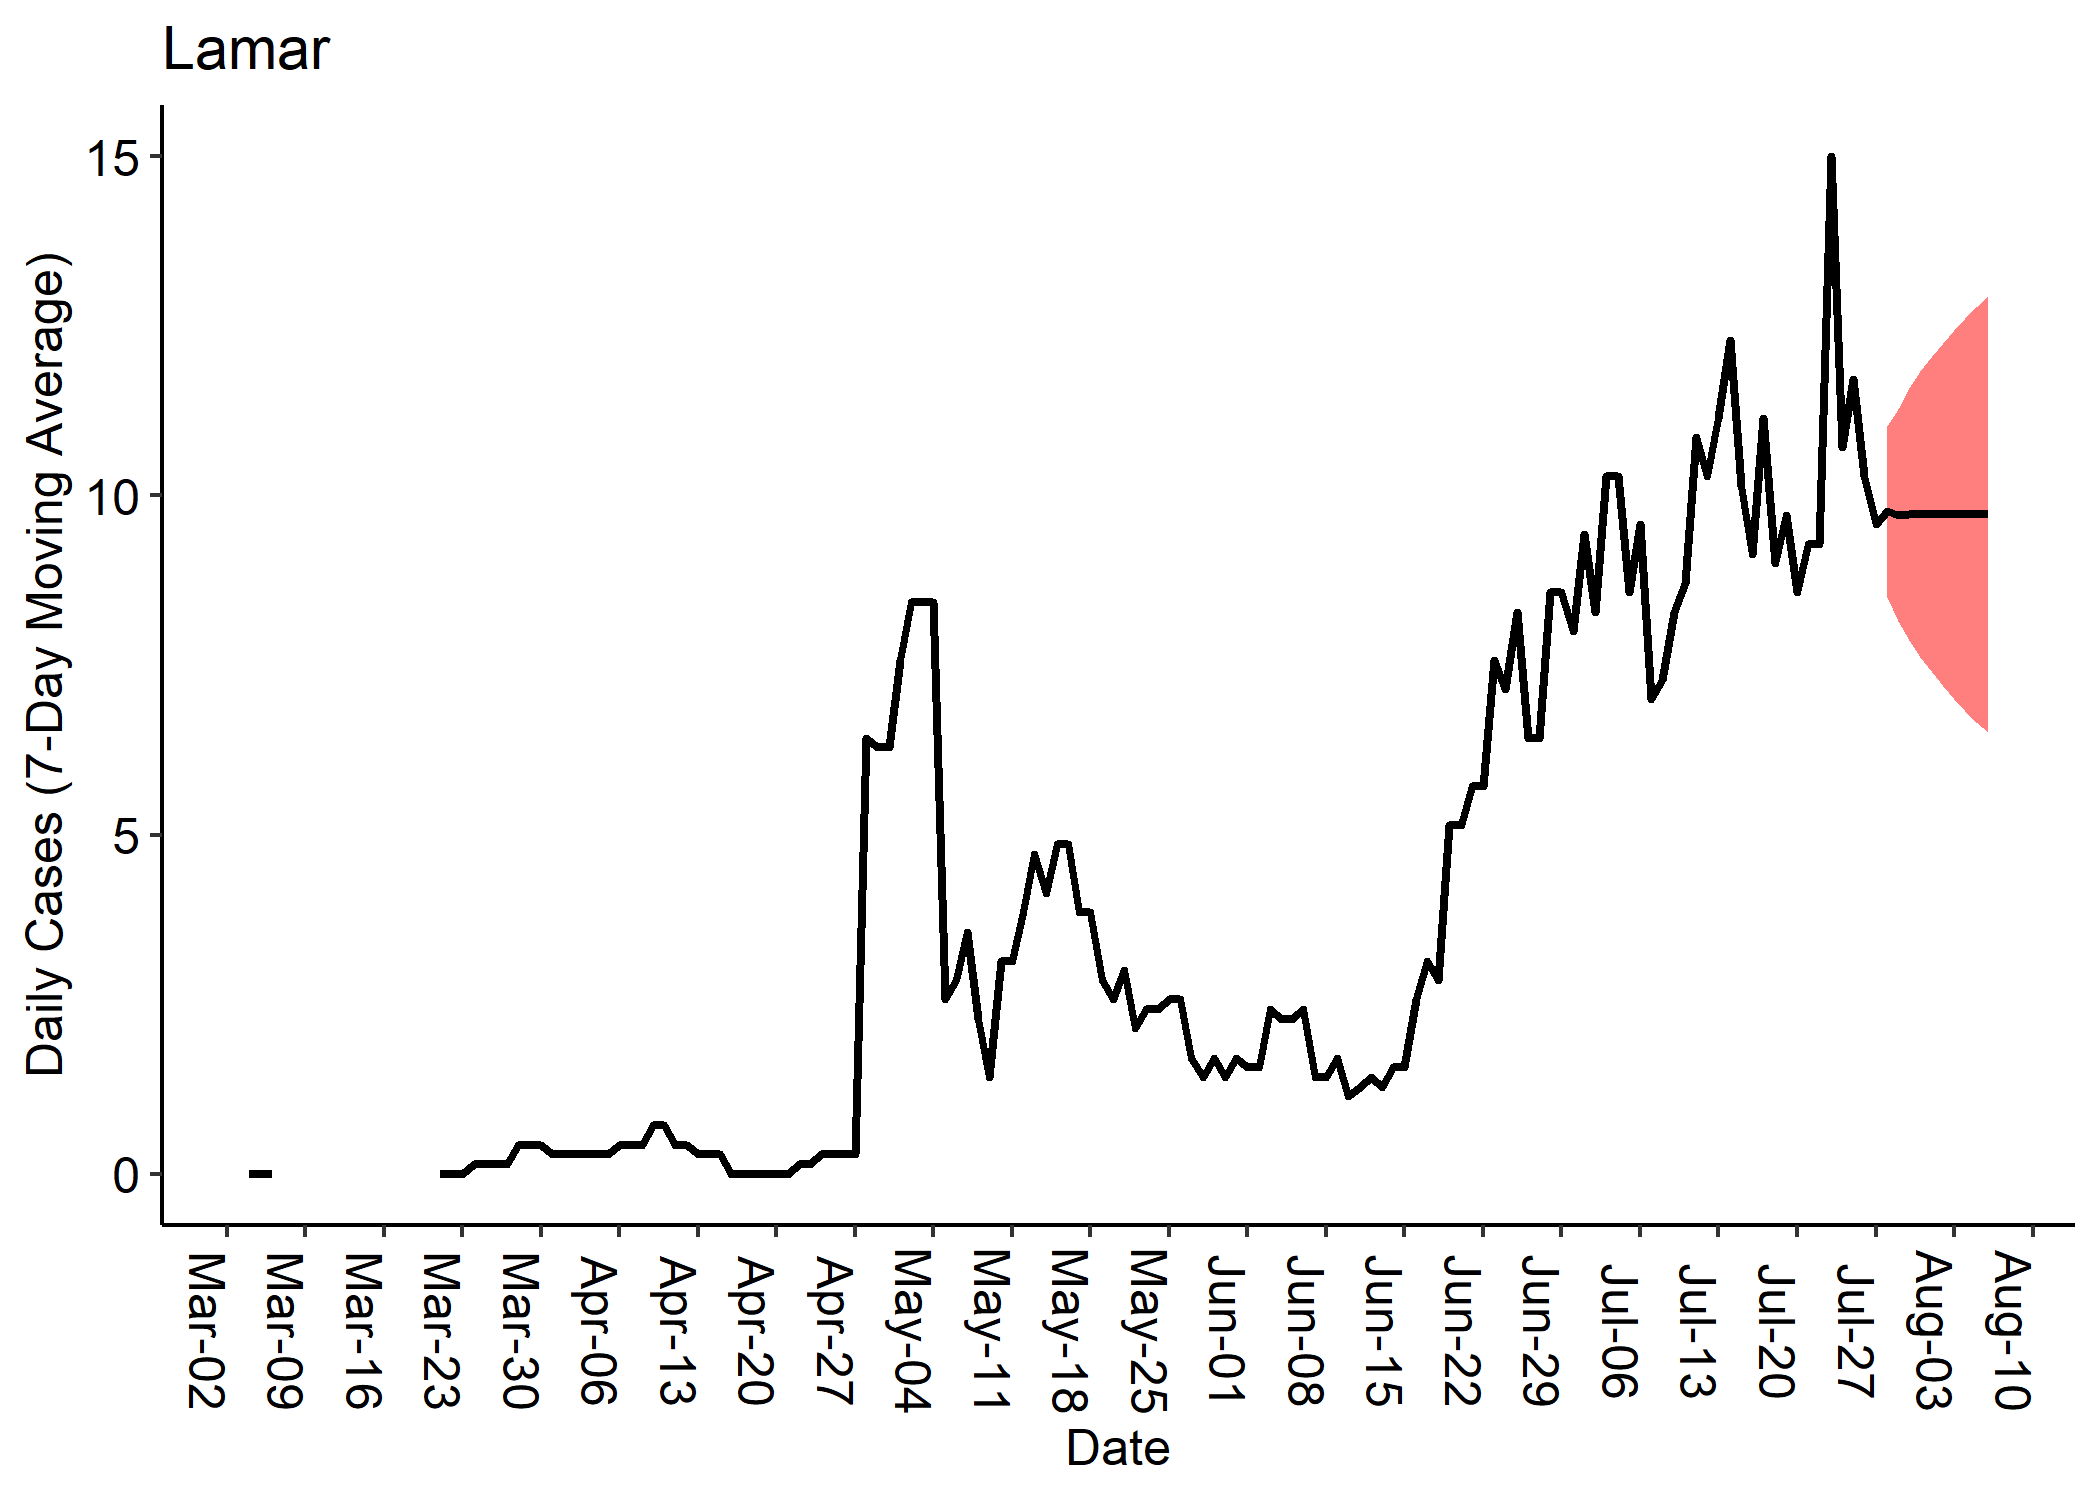 Lamar
Daily Cases (7-Day Moving Average)
15
10
5
0
Mar-02
Mar-09
Mar-16
Mar-23
Mar-30
Apr-06
Apr-13
Apr-20
Apr-27
May-04
May-11
May-18
May-25
Jun-01
Jun-08
Jun-15
Jun-22
Jun-29
Jul-06
Jul-13
Jul-20
Jul-27
Aug-03
Aug-10
Date